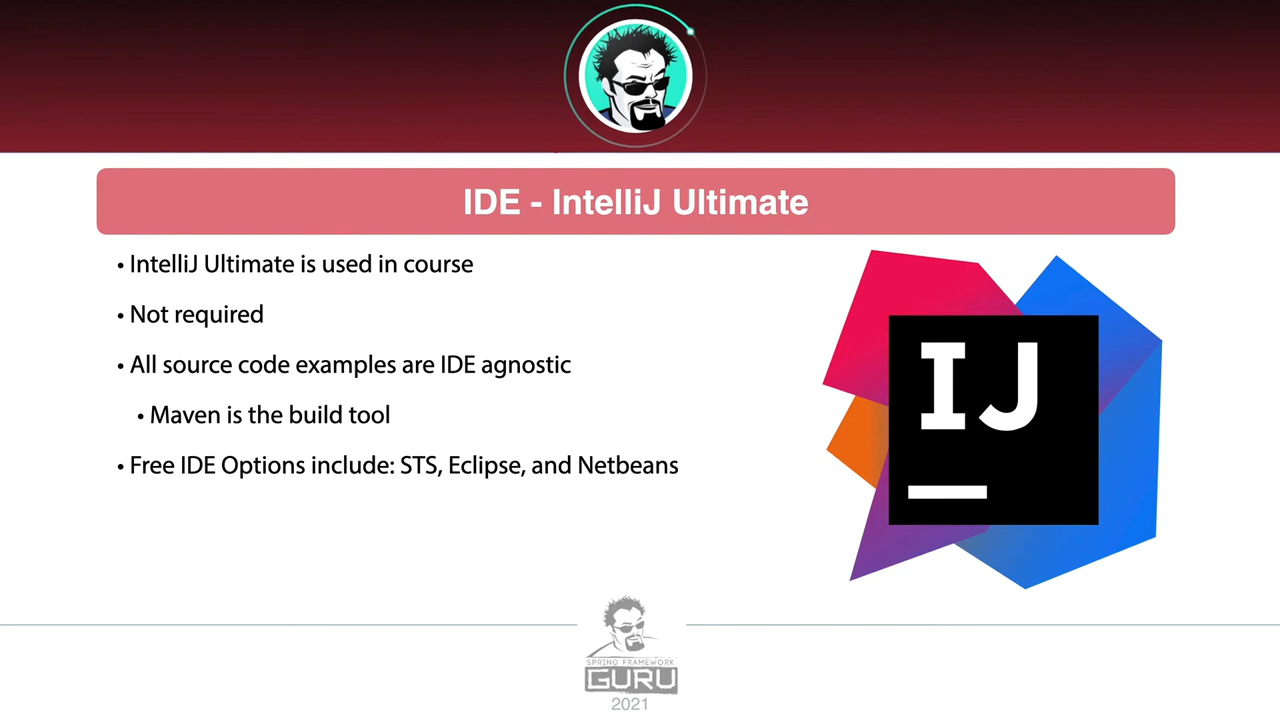 IDE - IntelliJ Ultimate
• IntelliJ Ultimate is used in course
• Not required
• All source code examples are IDE agnostic
• Maven is the build tool
• Free IDE Options include: STS, Eclipse, and Netbeans
IJ
SPRING FRAMEWORK
GURU
2021